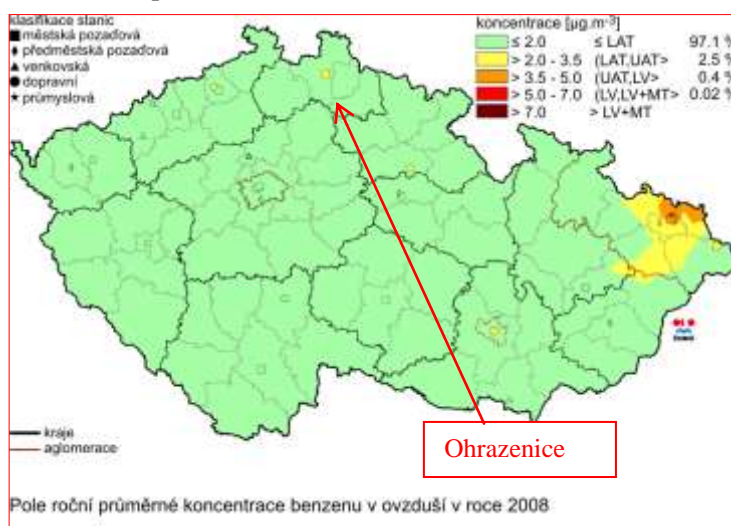 klasifikace stanic
městská pozaďová
předměstská pozaďová
venkovská
dopravní
průmyslová
koncentrace [µg.m-3]
≤ 2.0 ≤ LAT 97.1 %
> 2.0 - 3.5 (LAT,UAT> 2.5 %
> 3.5 - 5.0 (UAT,LV> 0.4 %
> 5.0 - 7.0 (LV,LV+MT> 0.02 %
> 7.0 > LV+MT
Ohrazenice
kraje
aglomerace
Pole roční průměrné koncentrace benzenu v ovzduší v roce 2008